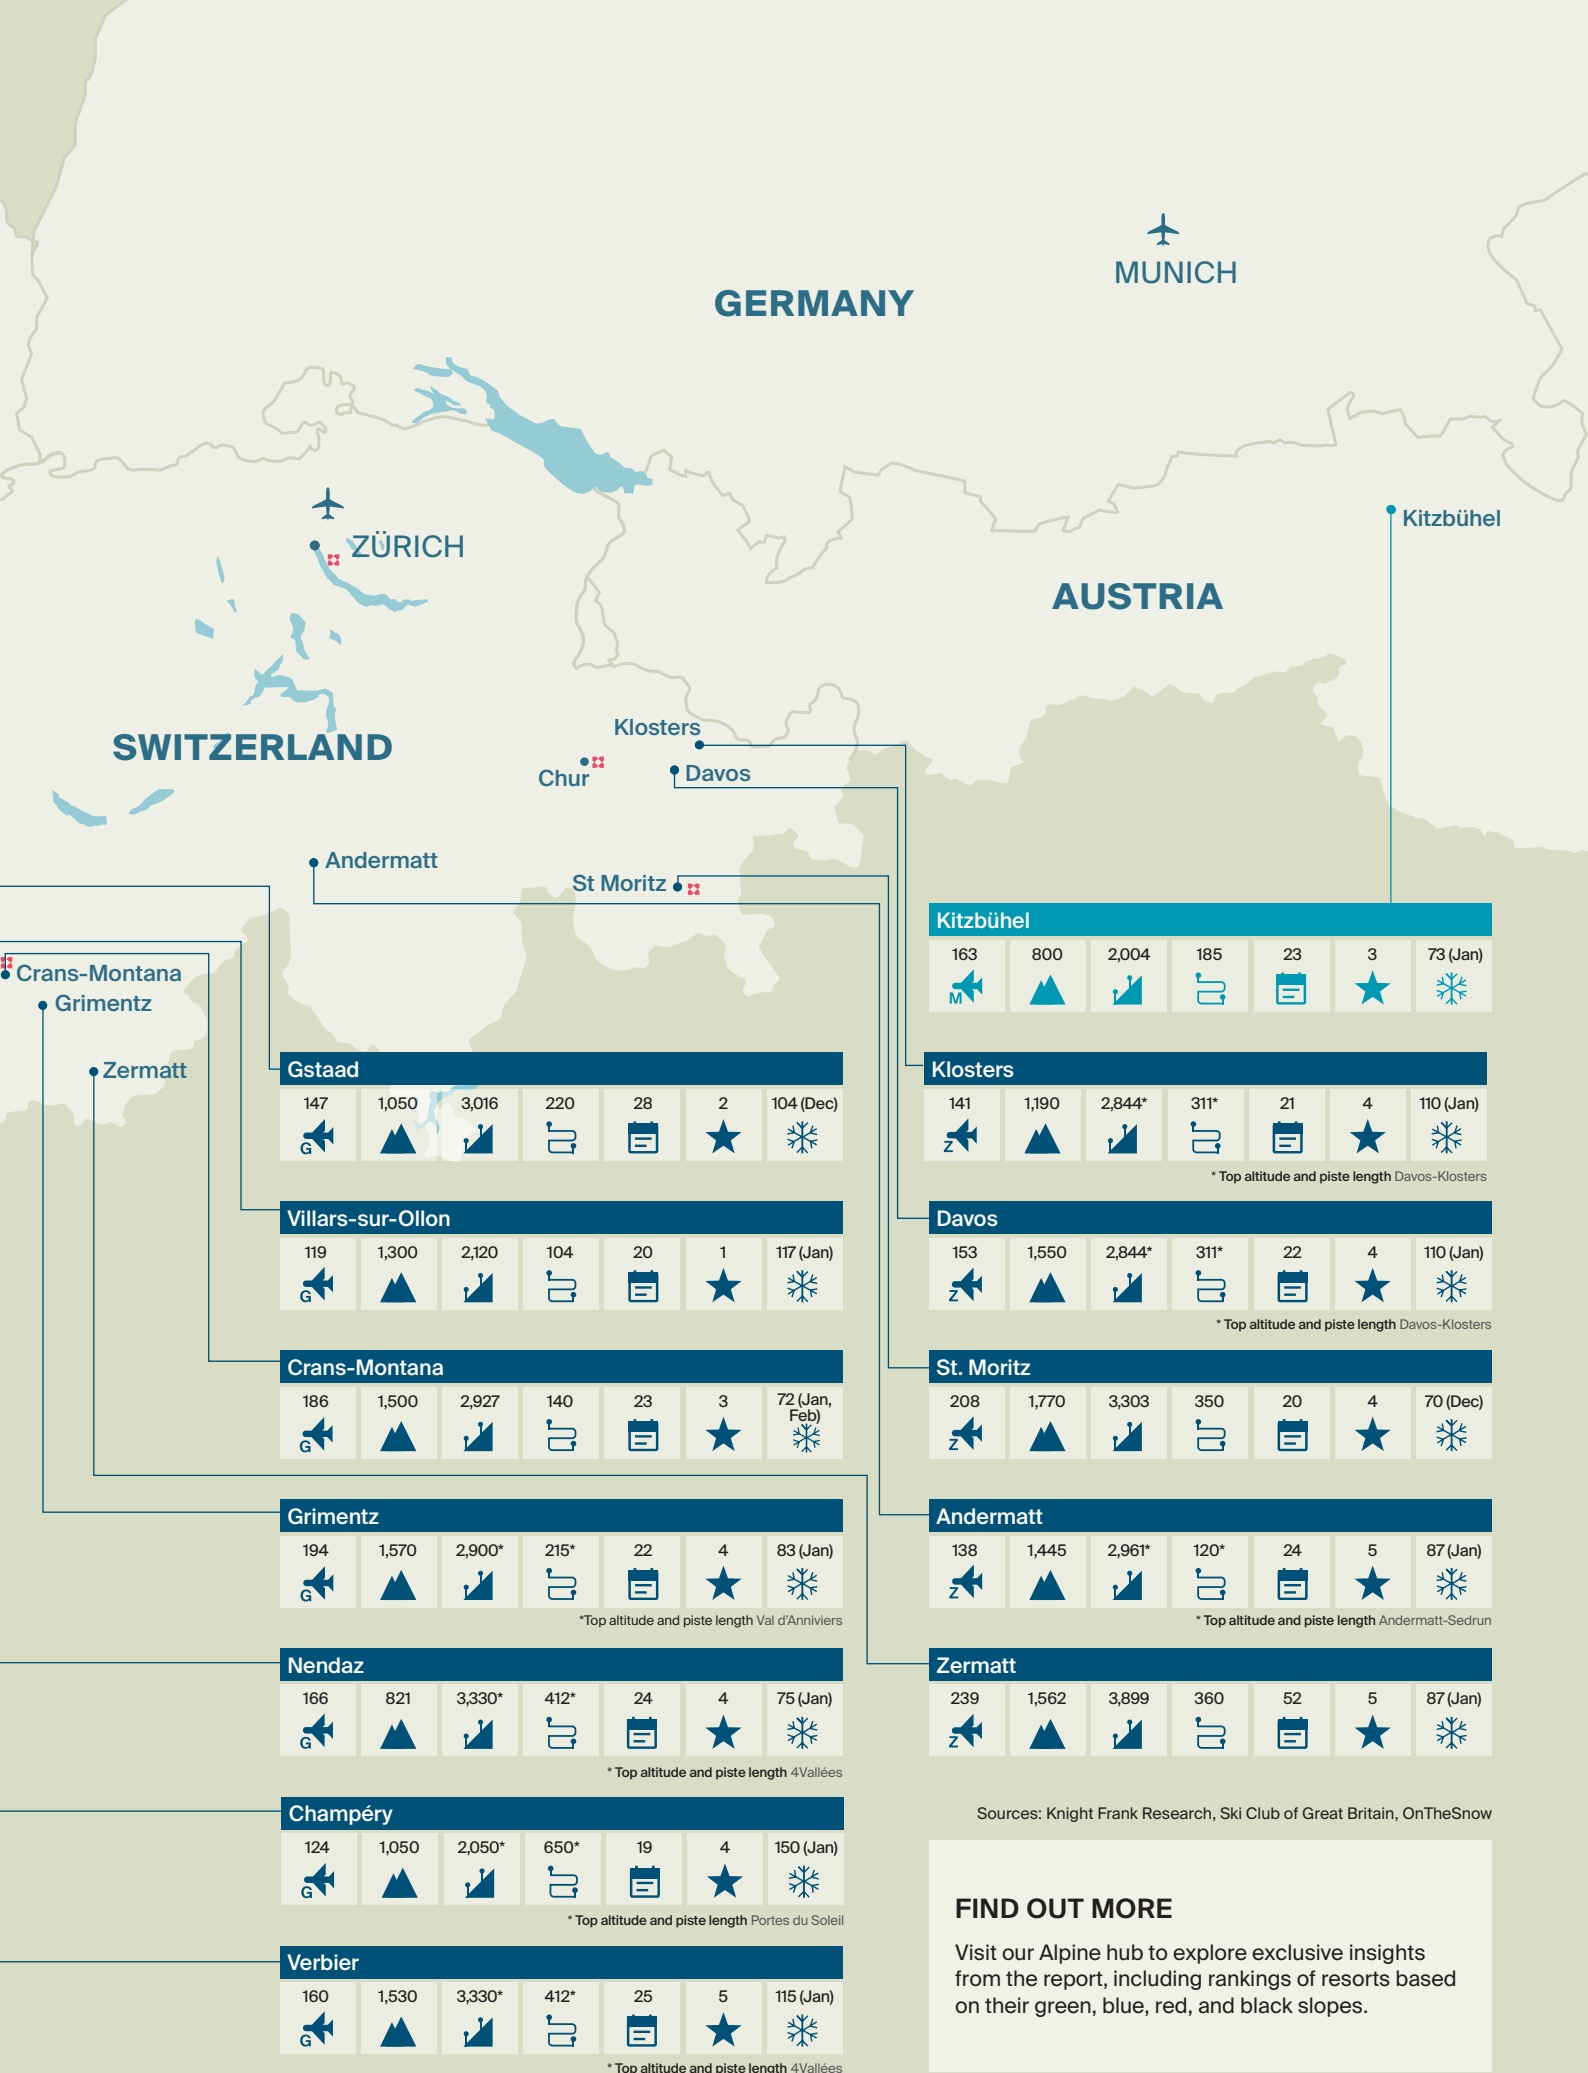 MUNICH
GERMANY
ZÜRICH
Kitzbühel
AUSTRIA
SWITZERLAND
Klosters
Chur
Davos
Andermatt
St Moritz
Crans-Montana
Grimentz
Zermatt
Gstaad
147 1,050 3,016 220 28 2 104 (Dec)
G
Villars-sur-Ollon
119 1,300 2,120 104 20 1 117 (Jan)
G
Crans-Montana
186 1,500 2,927 140 23 3 72 (Jan,
Feb)
G
Grimentz
194 1,570 2,900* 215* 22 4 83 (Jan)
G
*Top altitude and piste length Val d'Anniviers
Nendaz
166 821 3,330* 412* 24 4 75 (Jan)
G
* Top altitude and piste length 4Vallées
Champéry
124 1,050 2,050* 650* 19 4 150 (Jan)
G
* Top altitude and piste length Portes du Soleil
Verbier
160 1,530 3,330* 412* 25 5 115 (Jan)
G
* Top altitude and piste length 4Vallées
Kitzbühel
163 800 2,004 185 23 3 73 (Jan)
M
Klosters
141 1,190 2,844* 311* 21 4 110 (Jan)
Z
* Top altitude and piste length Davos-Klosters
Davos
153 1,550 2,844* 311* 22 4 110 (Jan)
Z
* Top altitude and piste length Davos-Klosters
St. Moritz
208 1,770 3,303 350 20 4 70 (Dec)
Z
Andermatt
138 1,445 2,961* 120* 24 5 87 (Jan)
Z
* Top altitude and piste length Andermatt-Sedrun
Zermatt
239 1,562 3,899 360 52 5 87 (Jan)
Z
Sources: Knight Frank Research, Ski Club of Great Britain, OnTheSnow
FIND OUT MORE
Visit our Alpine hub to explore exclusive insights
from the report, including rankings of resorts based
on their green, blue, red, and black slopes.